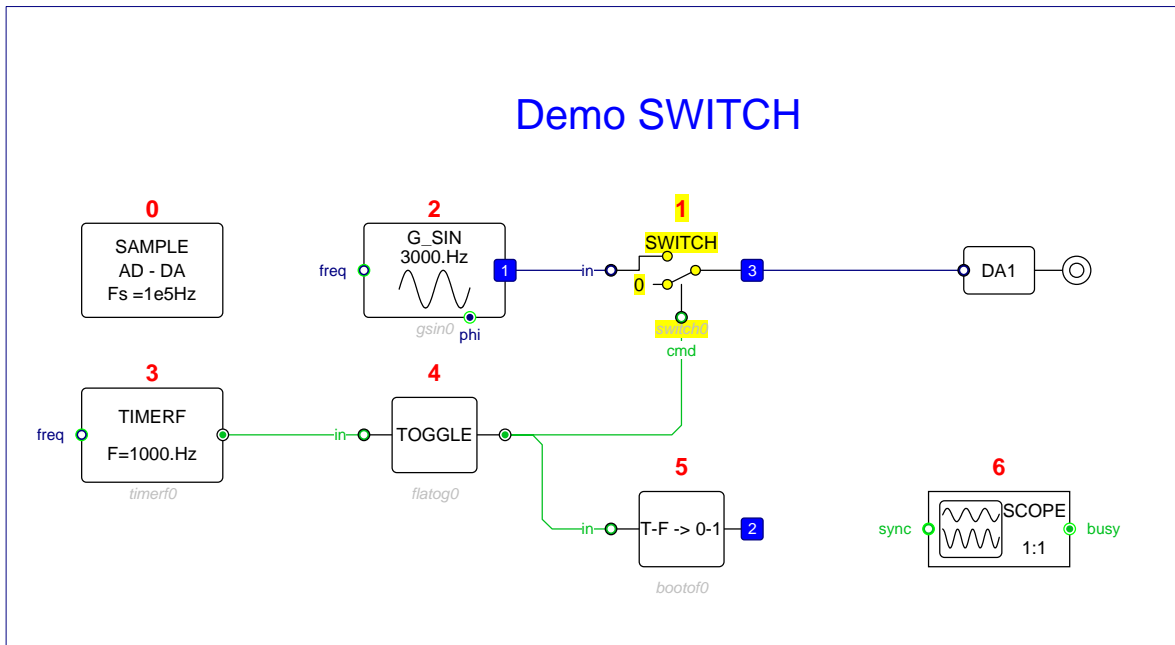 Demo SWITCH
0
SAMPLE
AD - DA
Fs =1e5Hz
2
G_SIN
3000.Hz
freq
1
gsin0
phi
1
SWITCH
in
0
3
switch0
cmd
DA1
3
TIMERF
F=1000.Hz
freq
timerf0
4
in
TOGGLE
flatog0
5
in
T-F -> 0-1
2
bootof0
6
SCOPE
1:1
sync
busy